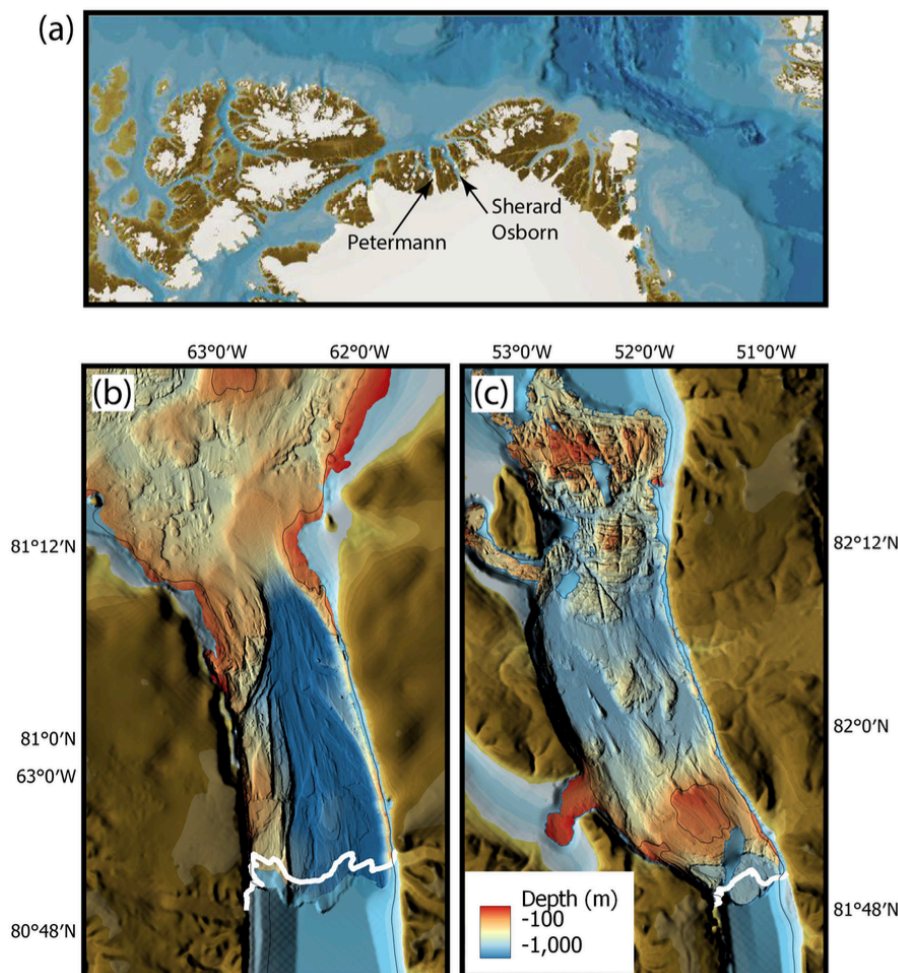 (a)
Petermann
Sherard
Osborn
63°0'W 62°0'W
53°0'W 52°0'W 51°0'W
(b)
(c)
81°12'N
82°12'N
81°0'N
63°0'W
82°0'N
Depth (m)
-100
-1,000
80°48'N
81°48'N